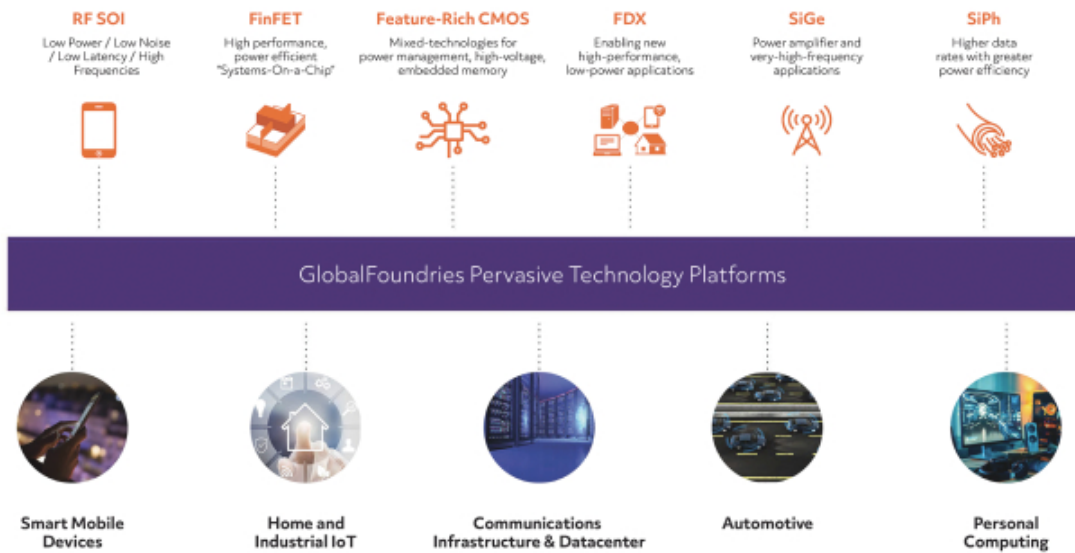 RF SOI
Low Power / Low Noise
/ Low Latency / High
Frequencies
FinFET
High performance,
power efficient
"Systems-On-a-Chip"
Feature-Rich CMOS
Mixed-technologies for
power management, high-voltage,
embedded memory
FDX
Enabling new
high-performance,
low-power applications
SiGe
Power amplifier and
very-high-frequency
applications
SiPh
Higher data
rates with greater
power efficiency
GlobalFoundries Pervasive Technology Platforms
Smart Mobile
Devices
Home and
Industrial IoT
Communications
Infrastructure & Datacenter
Automotive
Personal
Computing